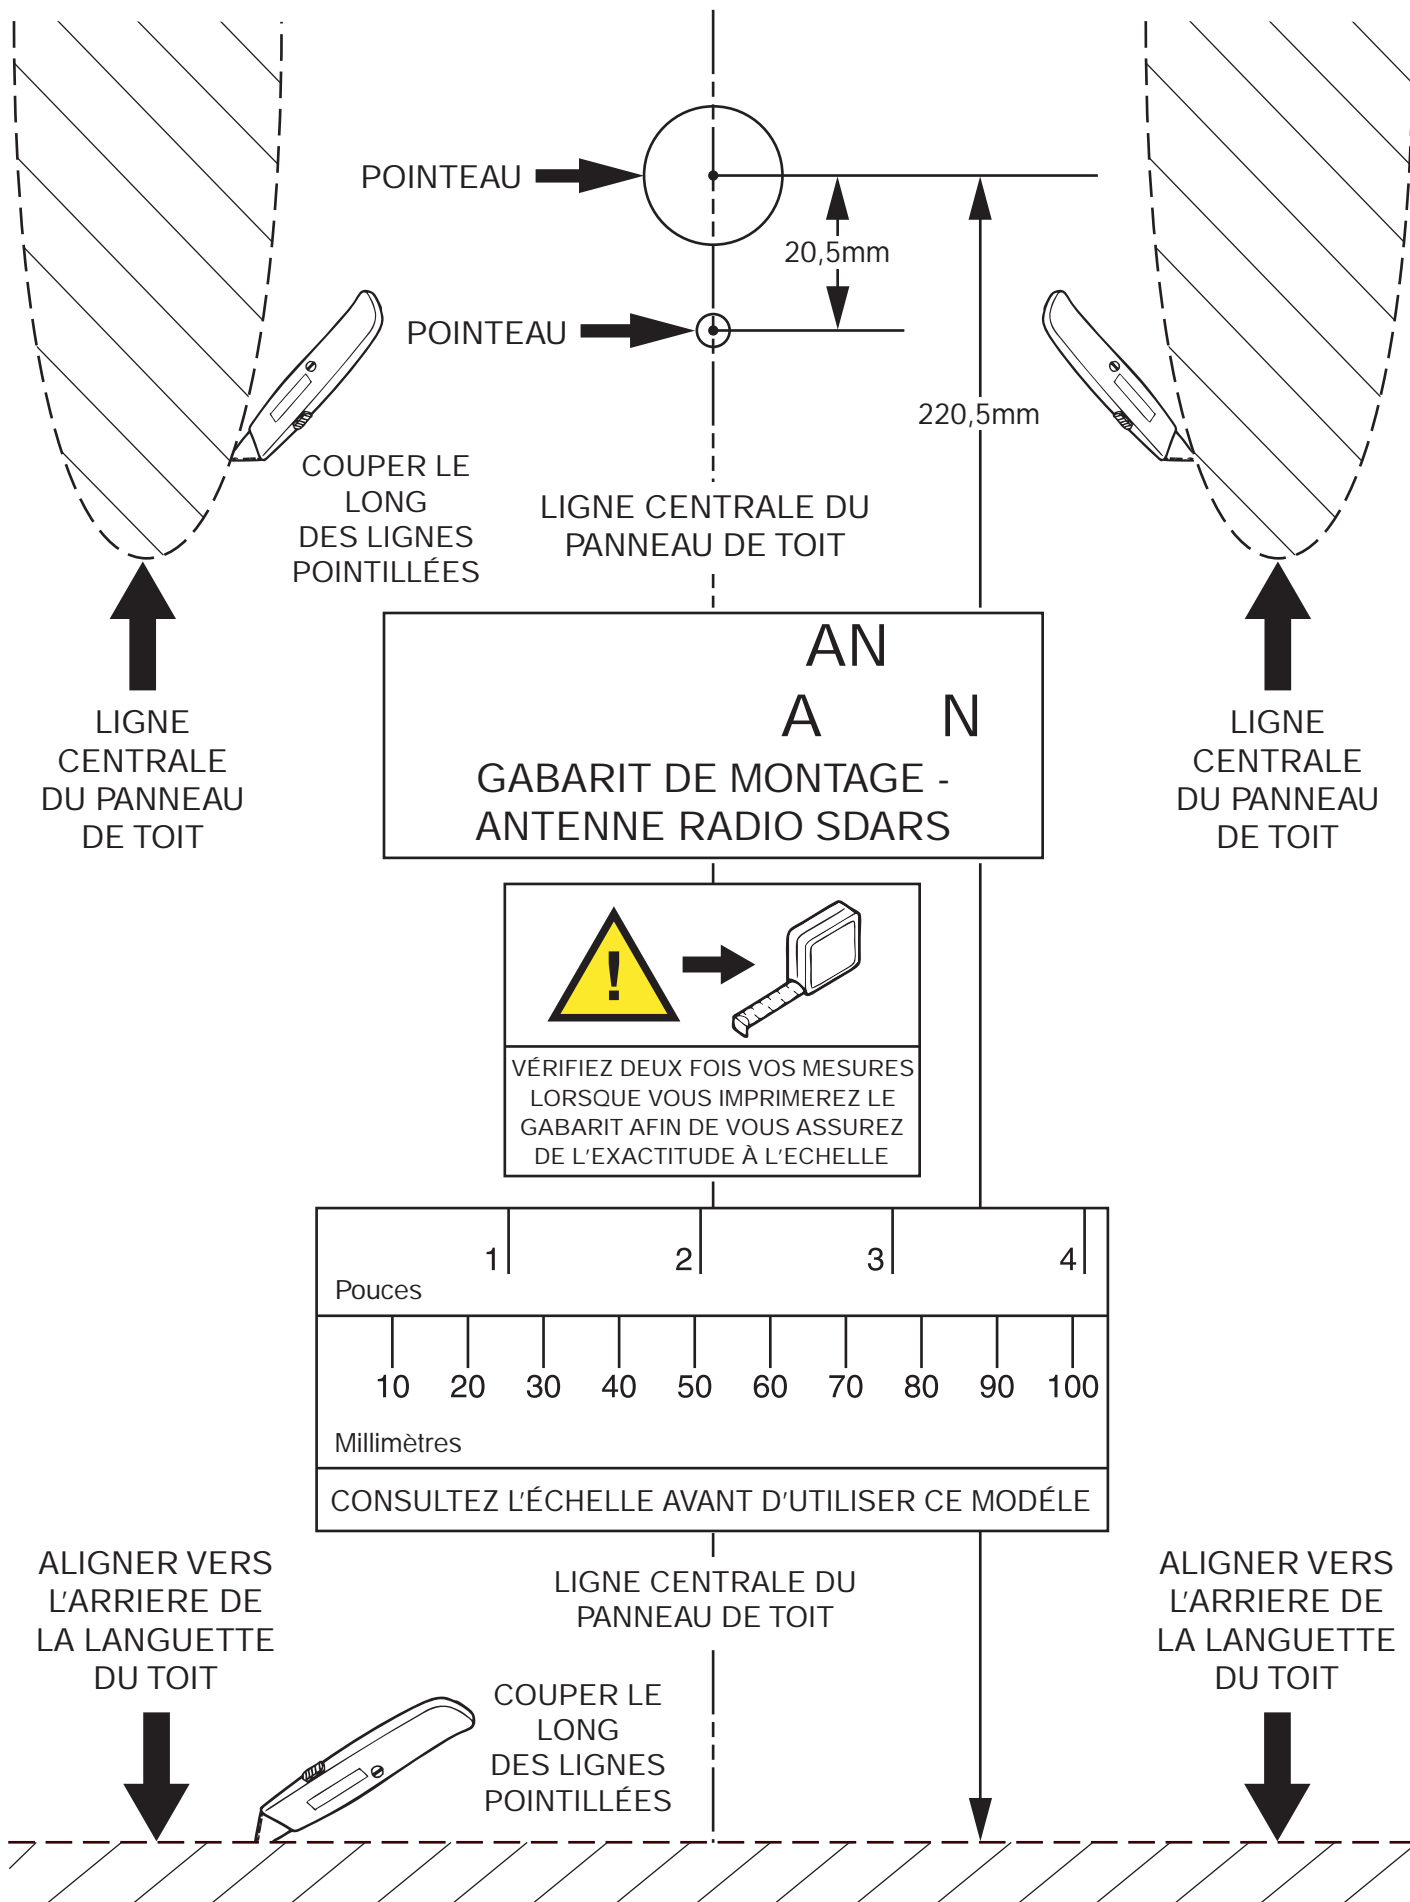 POINTEAU
20,5mm
POINTEAU
220,5mm
COUPER LE
LONG
DES LIGNES
POINTILLÉES
LIGNE CENTRALE DU
PANNEAU DE TOIT
LIGNE
CENTRALE
DU PANNEAU
DE TOIT
AN
A N
GABARIT DE MONTAGE -
ANTENNE RADIO SDARS
LIGNE
CENTRALE
DU PANNEAU
DE TOIT
!
VÉRIFIEZ DEUX FOIS VOS MESURES
LORSQUE VOUS IMPRIMEREZ LE
GABARIT AFIN DE VOUS ASSUREZ
DE L'EXACTITUDE À L'ECHELLE
1 2 3 4
Pouces
10 20 30 40 50 60 70 80 90 100
Millimètres
CONSULTEZ L'ÉCHELLE AVANT D'UTILISER CE MODÉLE
ALIGNER VERS
L'ARRIERE DE
LA LANGUETTE
DU TOIT
LIGNE CENTRALE DU
PANNEAU DE TOIT
ALIGNER VERS
L'ARRIERE DE
LA LANGUETTE
DU TOIT
COUPER LE
LONG
DES LIGNES
POINTILLÉES